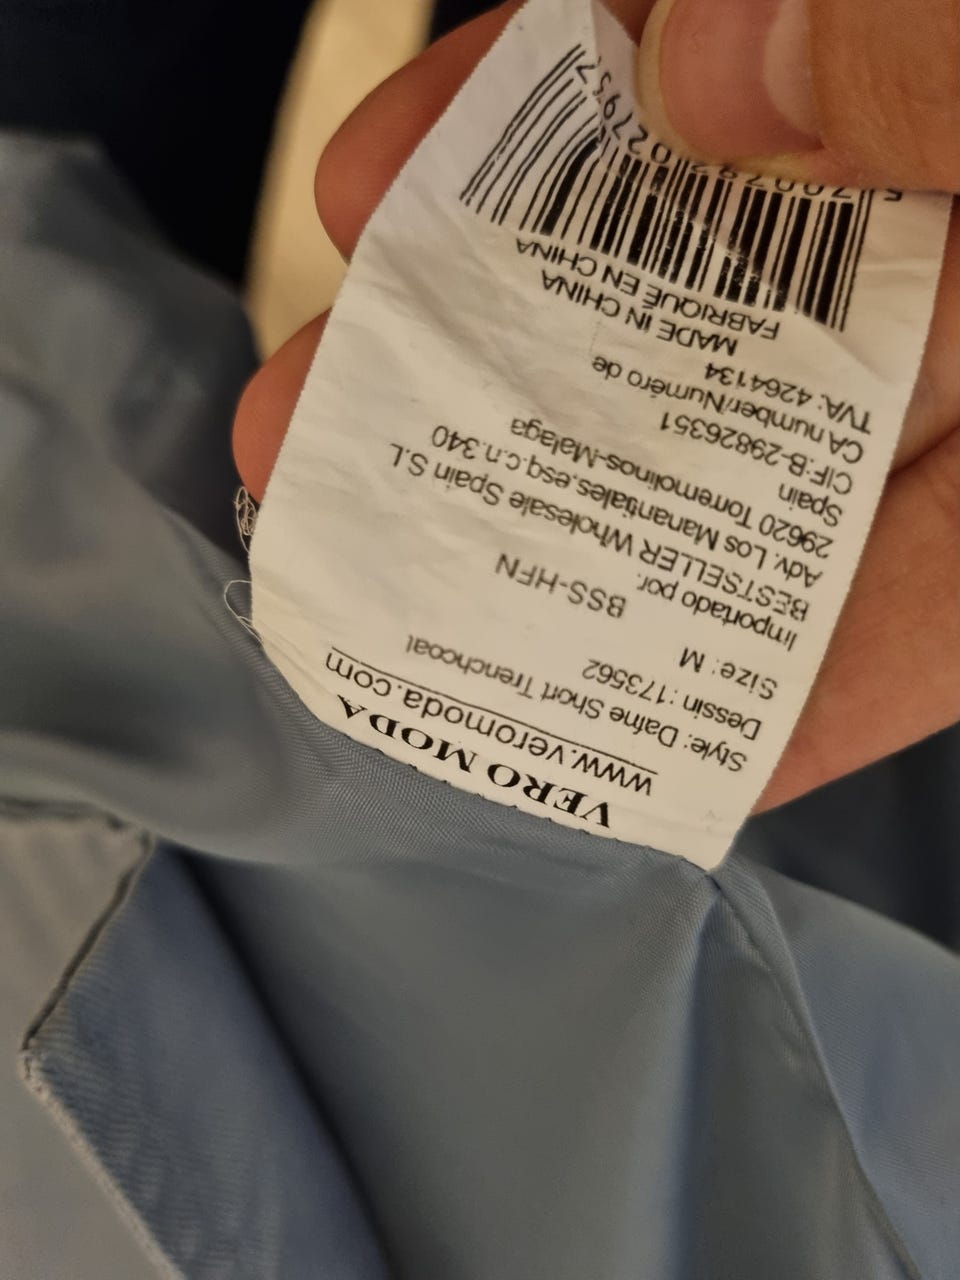 VERO MODA
www.veromoda.com
Style: Dafne Short Trenchcoat
Dessin : 173562
Size: M
BSS-HFN
Importado por:
BESTSELLER Wholesale Spain S.L
Adv. Los Manantiales,esq.c.n.340
29620 Torremolinos-Malaga
Spain
CIF:B-29826351
CA number/Numéro de
TVA: 4264134
MADE IN CHINA
FABRIQUÉ EN CHINA